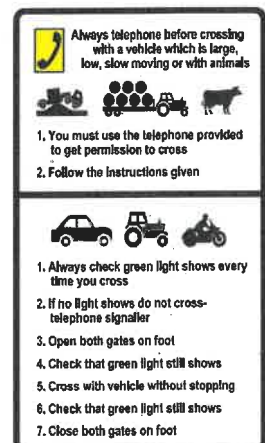 Always telephone before crossing
with a vehicle which is large,
low, slow moving or with animals
1. You must use the telephone provided
to get permission to cross
2. Follow the instructions given
1. Always check green light shows every
time you cross
2. If no light shows do not cross-
telephone signaller
3. Open both gates on foot
4. Check that green light still shows
5. Cross with vehicle without stopping
6. Check that green light still shows
7. Close both gates on foot